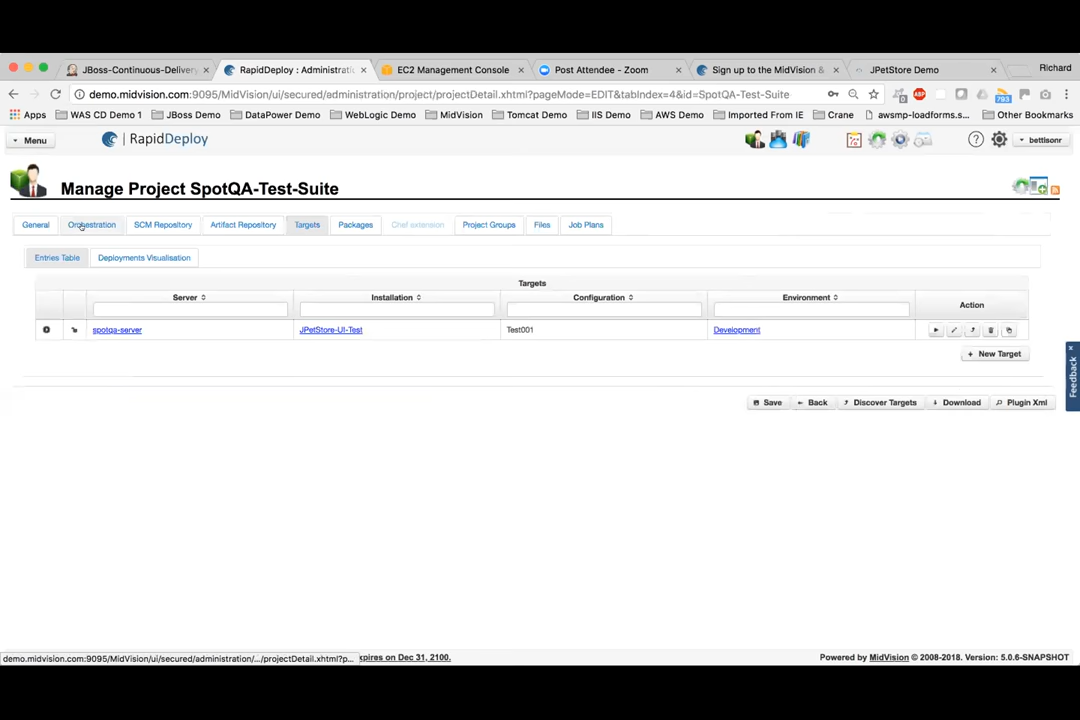 JBoss-Continuous-Delivery RapidDeploy : Administrati EC2 Management Console Post Attendee - Zoom Sign up to the MidVision & JPetStore Demo Richard
demo.midvision.com:9095/MidVision/ui/secured/administration/project/projectDetail.xhtml?pageMode=EDIT&tabIndex=4&id=SpotQA-Test-Suite
Apps WAS CD Demo 1 JBoss Demo DataPower Demo WebLogic Demo MidVision Tomcat Demo IIS Demo AWS Demo Imported From IE Crane awsmp-loadforms.s... Other Bookmarks
Menu | RapidDeploy bettisonr
Manage Project SpotQA-Test-Suite
General Orchestration SCM Repository Artifact Repository Targets Packages Chef extension Project Groups Files Job Plans
Entries Table Deployments Visualisation
Targets
Server Installation Configuration Environment Action
spotqa-server JPetStore-UI-Test Test001 Development
+ New Target
Feedback
Save Back Discover Targets Download Plugin Xml
demo.midvision.com:9095/MidVision/ui/secured/administration/.../projectDetail.xhtml?p... xpires on Dec 31, 2100. Powered by MidVision © 2008-2018. Version: 5.0.6-SNAPSHOT